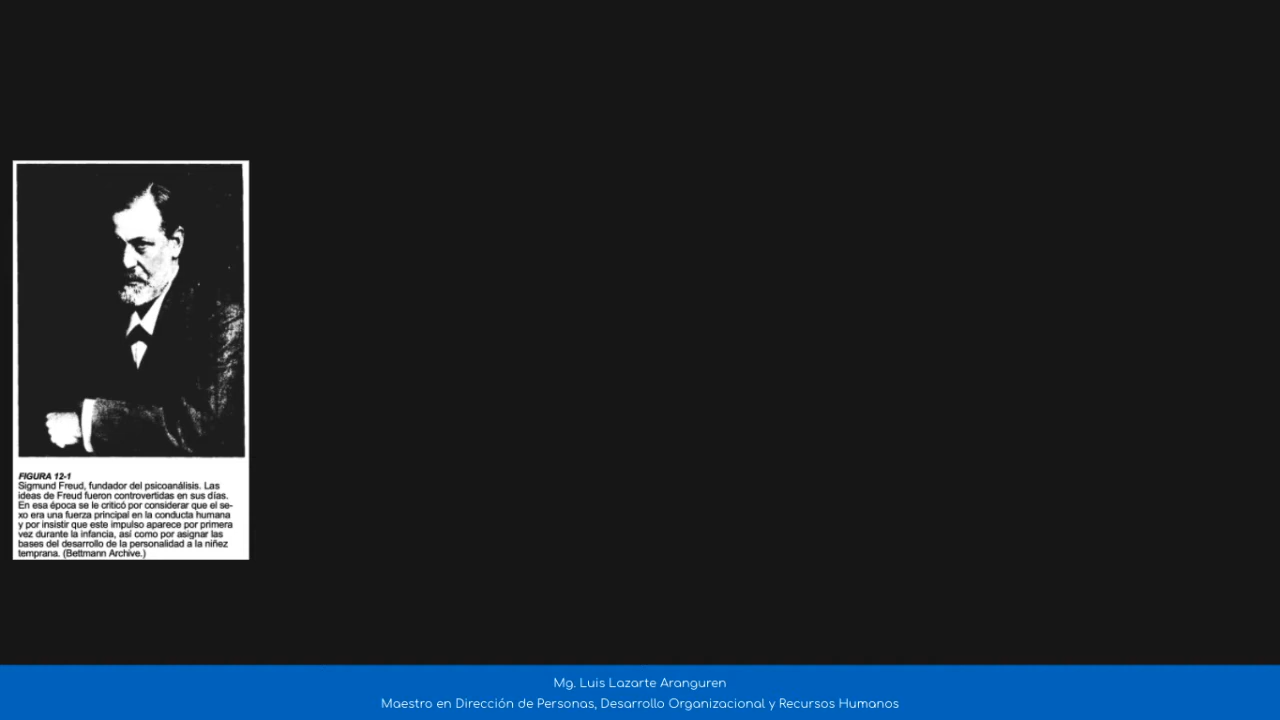 FIGURA 12-1
Sigmund Freud, fundador del psicoanálisis. Las
ideas de Freud fueron controvertidas en sus días.
En esa época se le criticó por considerar que el se-
xo era una fuerza principal en la conducta humana
y por insistir que este impulso aparece por primera
vez durante la infancia, así como por asignar las
bases del desarrollo de la personalidad a la niñez
temprana. (Bettmann Archive.)
Mg. Luis Lazarte Aranguren
Maestro en Dirección de Personas, Desarrollo Organizacional y Recursos Humanos